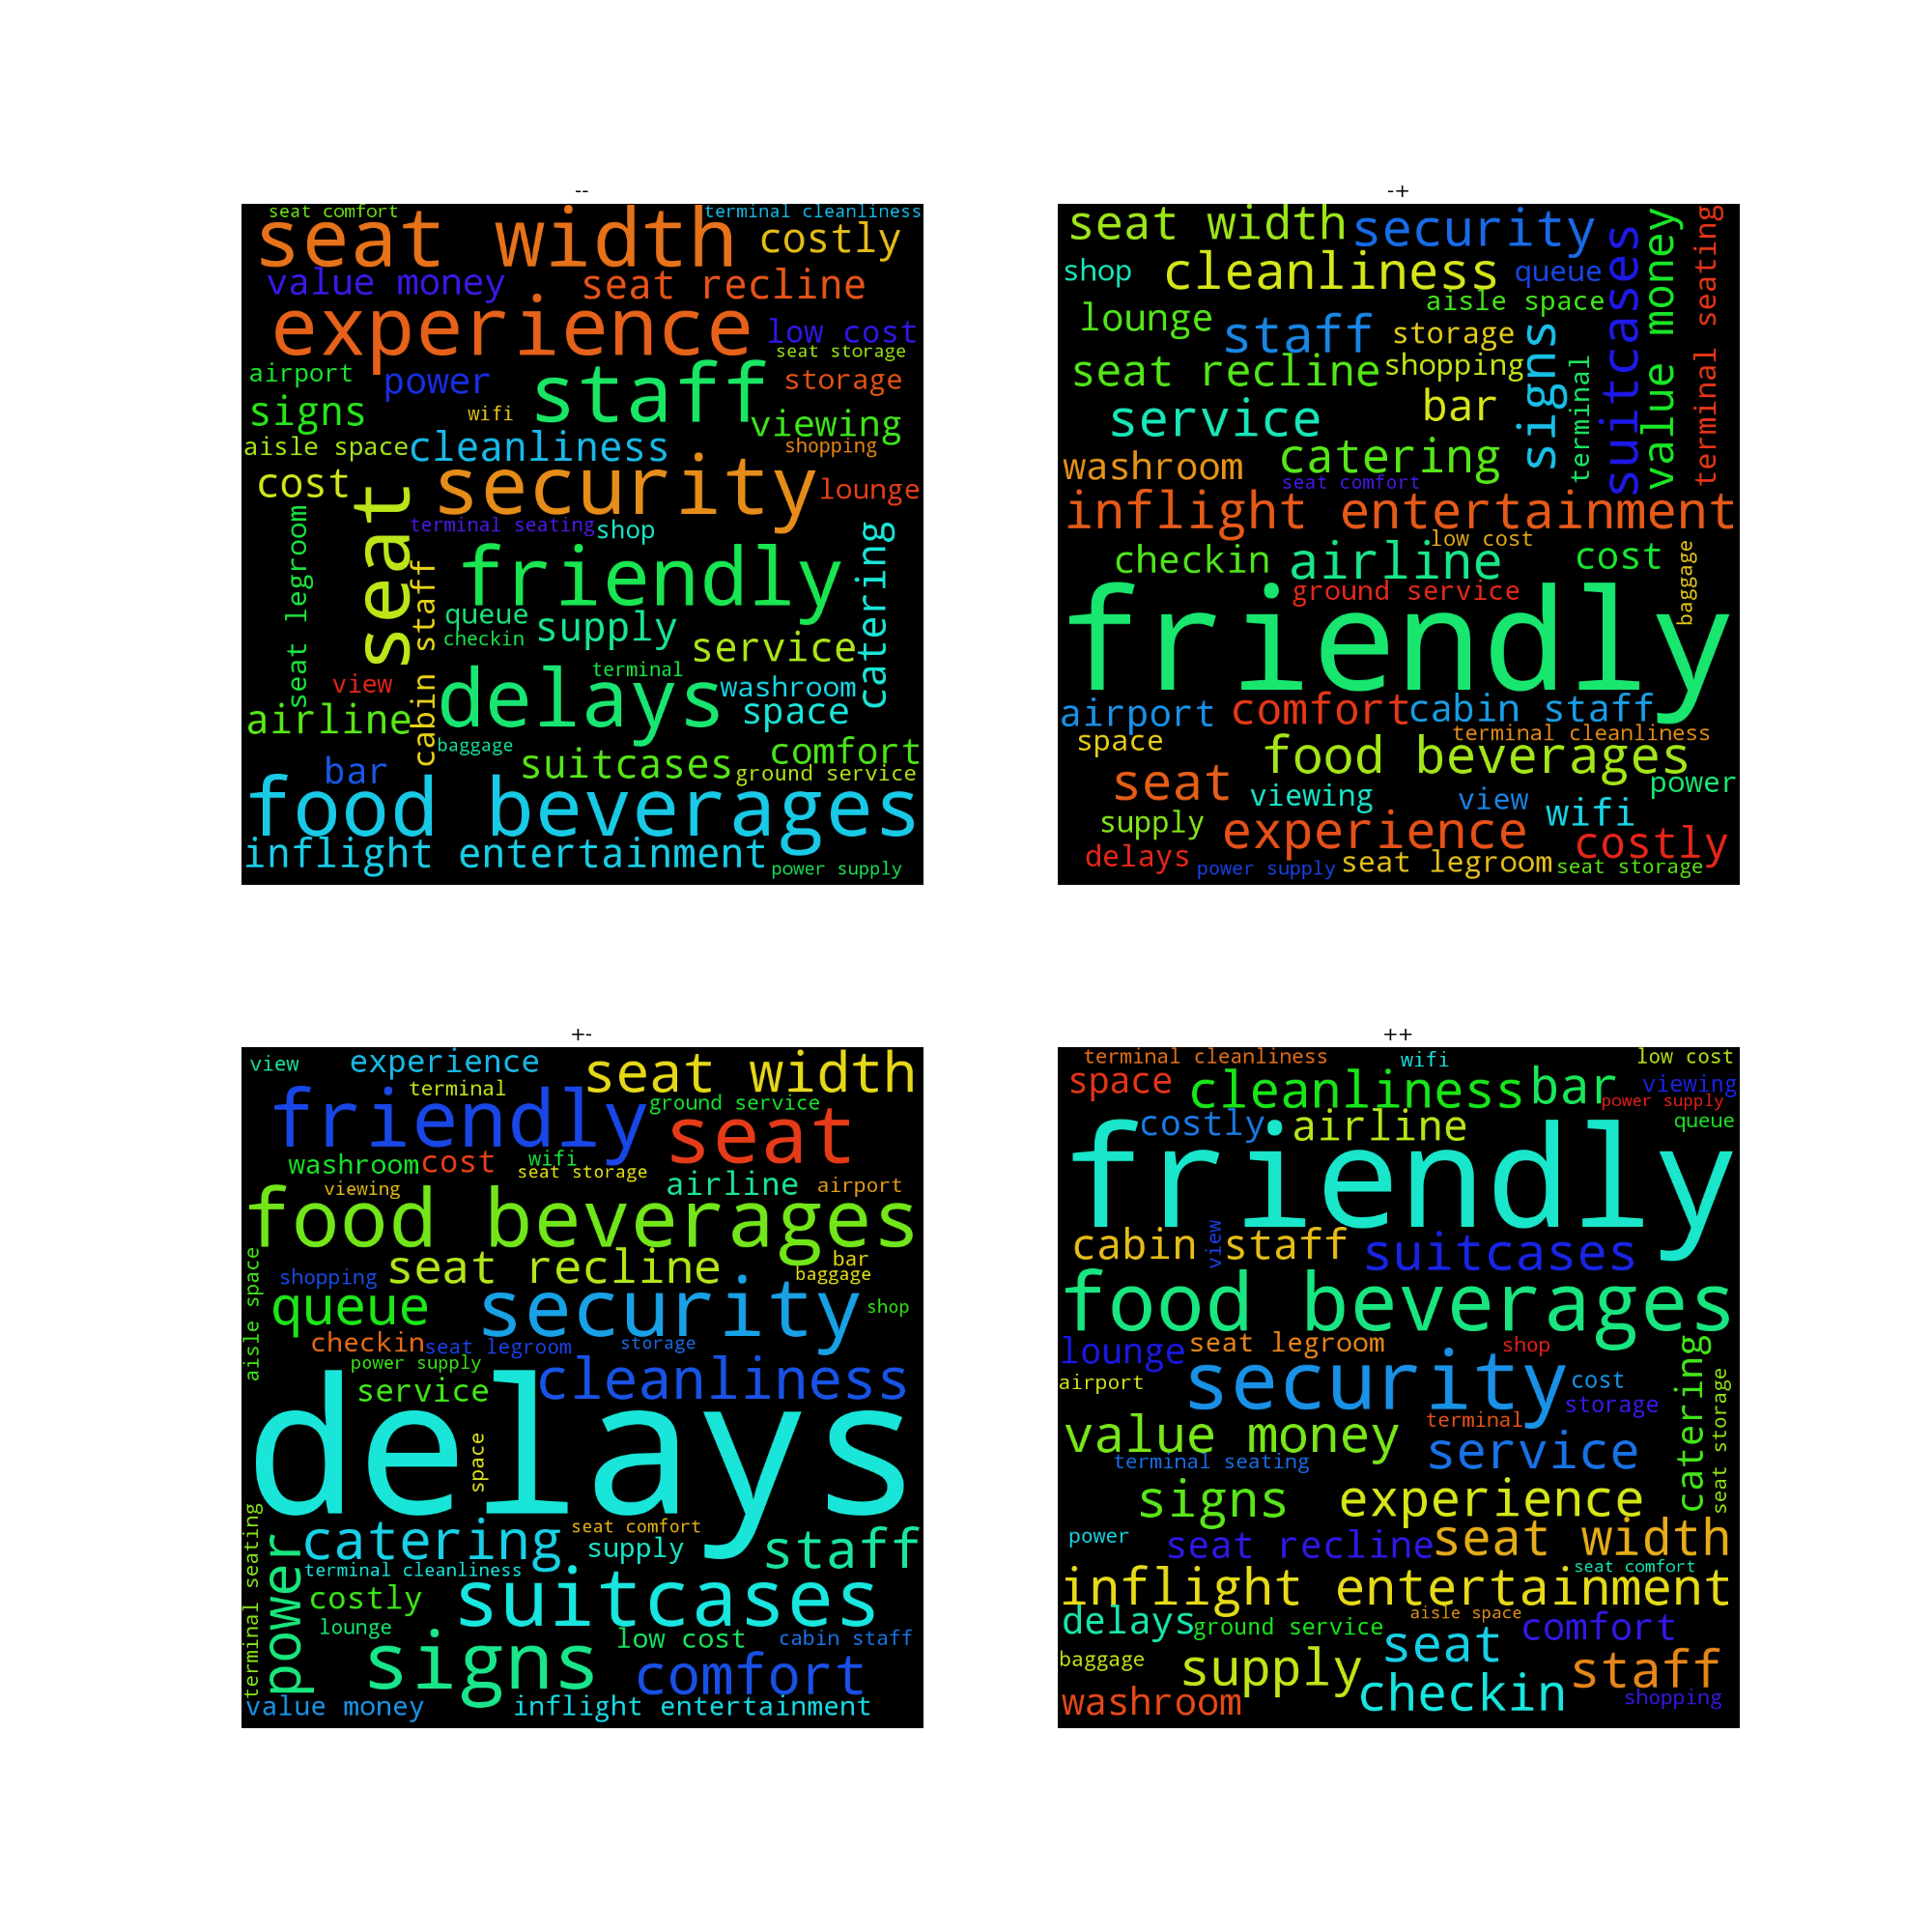 --
seat comfort
terminal cleanliness
seat width
costly
value money
seat recline
experience
low cost
seat storage
airport
power
staff
storage
signs
wifi
viewing
aisle space
cleanliness
shopping
cost
seat
security
lounge
terminal seating
shop
seat legroom
cabin staff
friendly
catering
queue
supply
checkin
service
terminal
view
delays
washroom
airline
space
baggage
suitcases
comfort
bar
ground service
food beverages
inflight entertainment
power supply
-+
seat width
security
suitcases
value money
terminal seating
shop
cleanliness
queue
aisle space
lounge
staff
storage
signs
seat recline
shopping
terminal
service
bar
washroom
catering
seat comfort
inflight entertainment
low cost
checkin
airline
cost
baggage
ground service
friendly
airport
comfort
cabin staff
space
terminal cleanliness
food beverages
seat
viewing
view
power
supply
experience
wifi
costly
delays
power supply
seat legroom
seat storage
+-
view
experience
seat width
terminal
friendly
ground service
seat
washroom
cost
wifi
seat storage
viewing
airline
airport
food beverages
aisle space
shopping
seat recline
bar
baggage
queue
security
shop
checkin
seat legroom
storage
power supply
service
cleanliness
delays
space
terminal seating
power
catering
seat comfort
supply
staff
terminal cleanliness
costly
suitcases
lounge
signs
low cost
cabin staff
comfort
value money
inflight entertainment
++
terminal cleanliness
wifi
low cost
space
cleanliness
bar
viewing
power supply
costly
airline
queue
friendly
cabin staff
view
suitcases
food beverages
lounge
seat legroom
shop
catering
airport
security
cost
storage
seat storage
value money
terminal
service
terminal seating
signs
experience
power
seat recline
seat width
seat comfort
inflight entertainment
delays
ground service
aisle space
seat
comfort
baggage
supply
checkin
staff
washroom
shopping